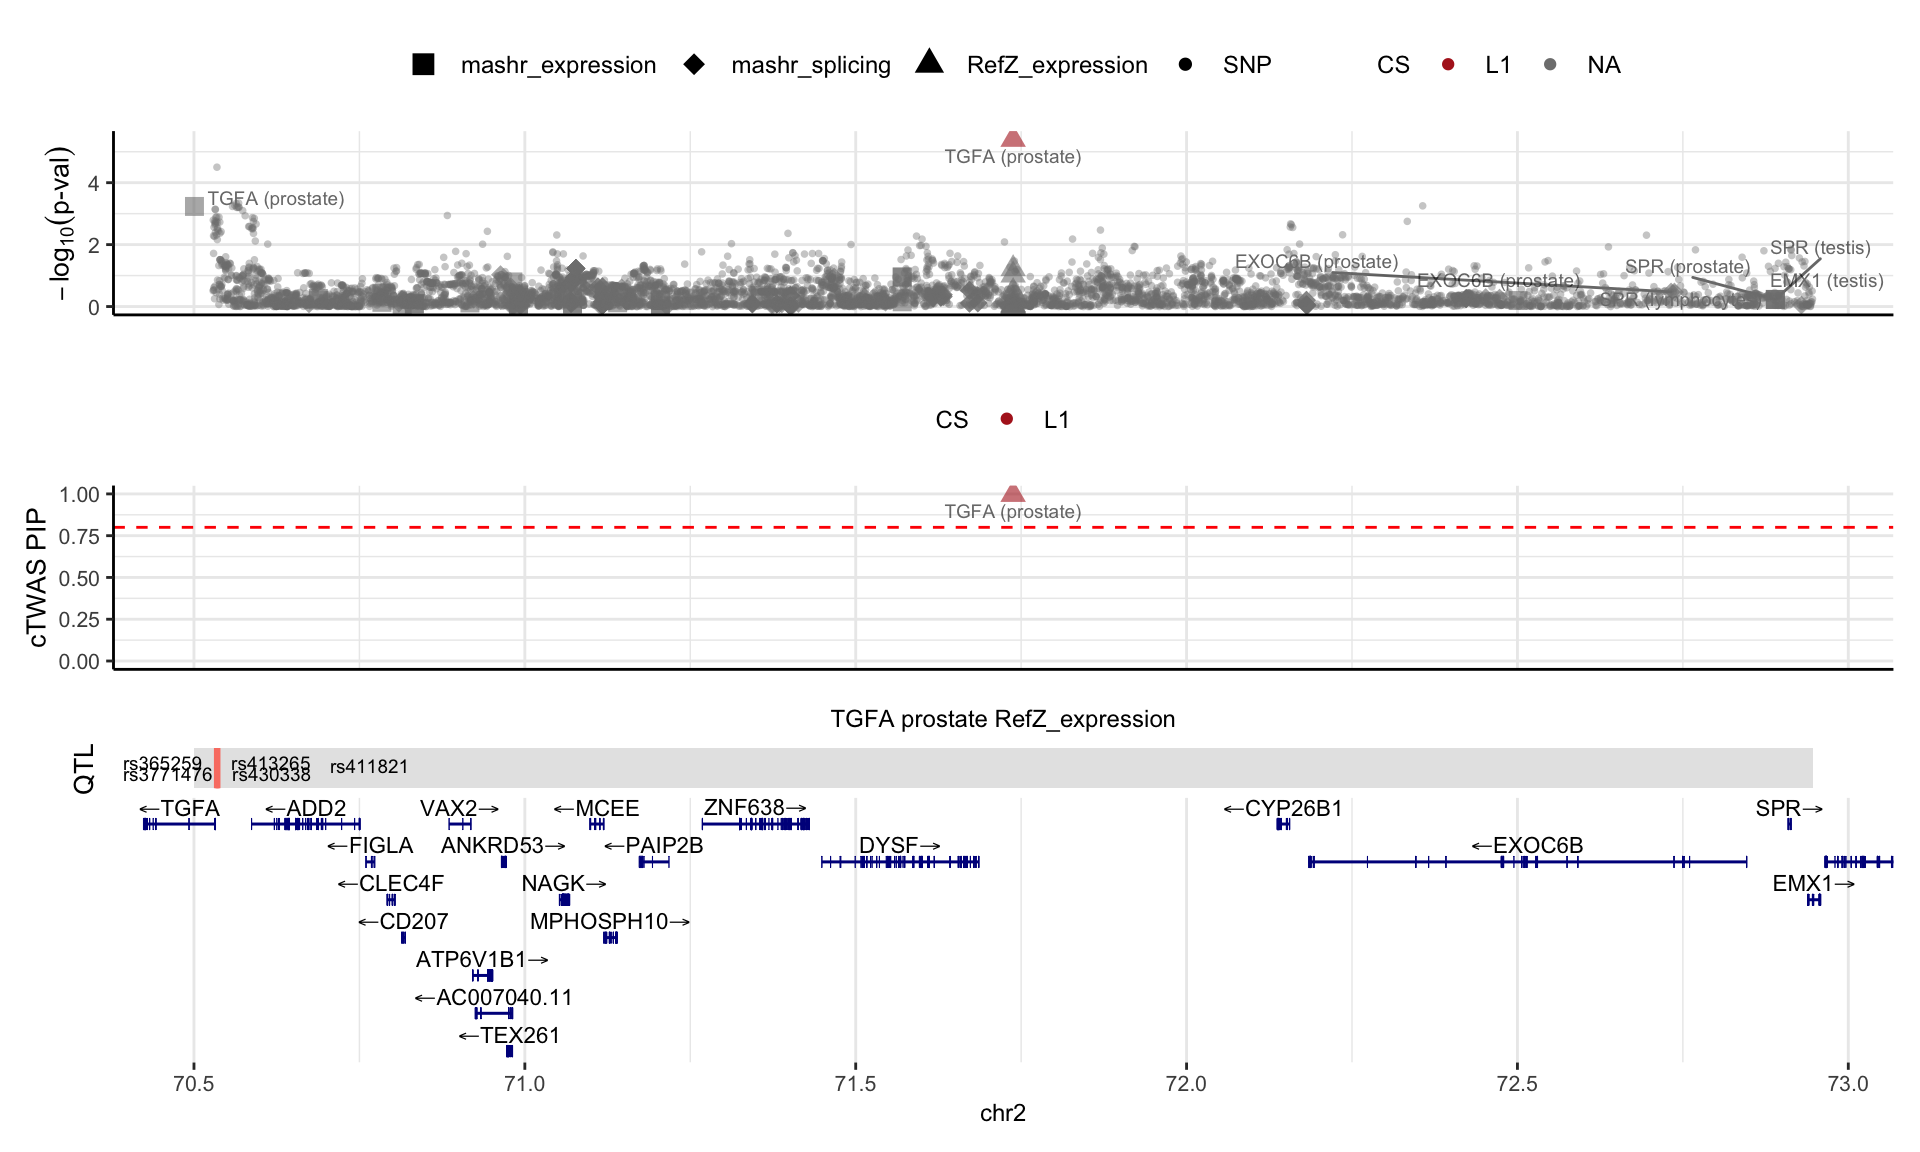 mashr_expression mashr_splicing RefZ_expression SNP CS L1 NA
−log10(p-val)
4
2
0
TGFA (prostate)
TGFA (prostate)
EXOC6B (prostate)
EXOC6B (prostate)
SPR (prostate)
SPR (testis)
EMX1 (testis)
SPR (lymphocytes)
CS L1
cTWAS PIP
1.00
0.75
0.50
0.25
0.00
TGFA (prostate)
TGFA prostate RefZ_expression
QTL
rs365259 rs413265 rs411821
rs3771476 rs430338
←TGFA ←ADD2 VAX2→ ←MCEE ZNF638→ ←CYP26B1 SPR→
←FIGLA ANKRD53→ ←PAIP2B DYSF→ ←EXOC6B
←CLEC4F NAGK→ EMX1→
←CD207 MPHOSPH10→
ATP6V1B1→
←AC007040.11
←TEX261
70.5 71.0 71.5 72.0 72.5 73.0
chr2